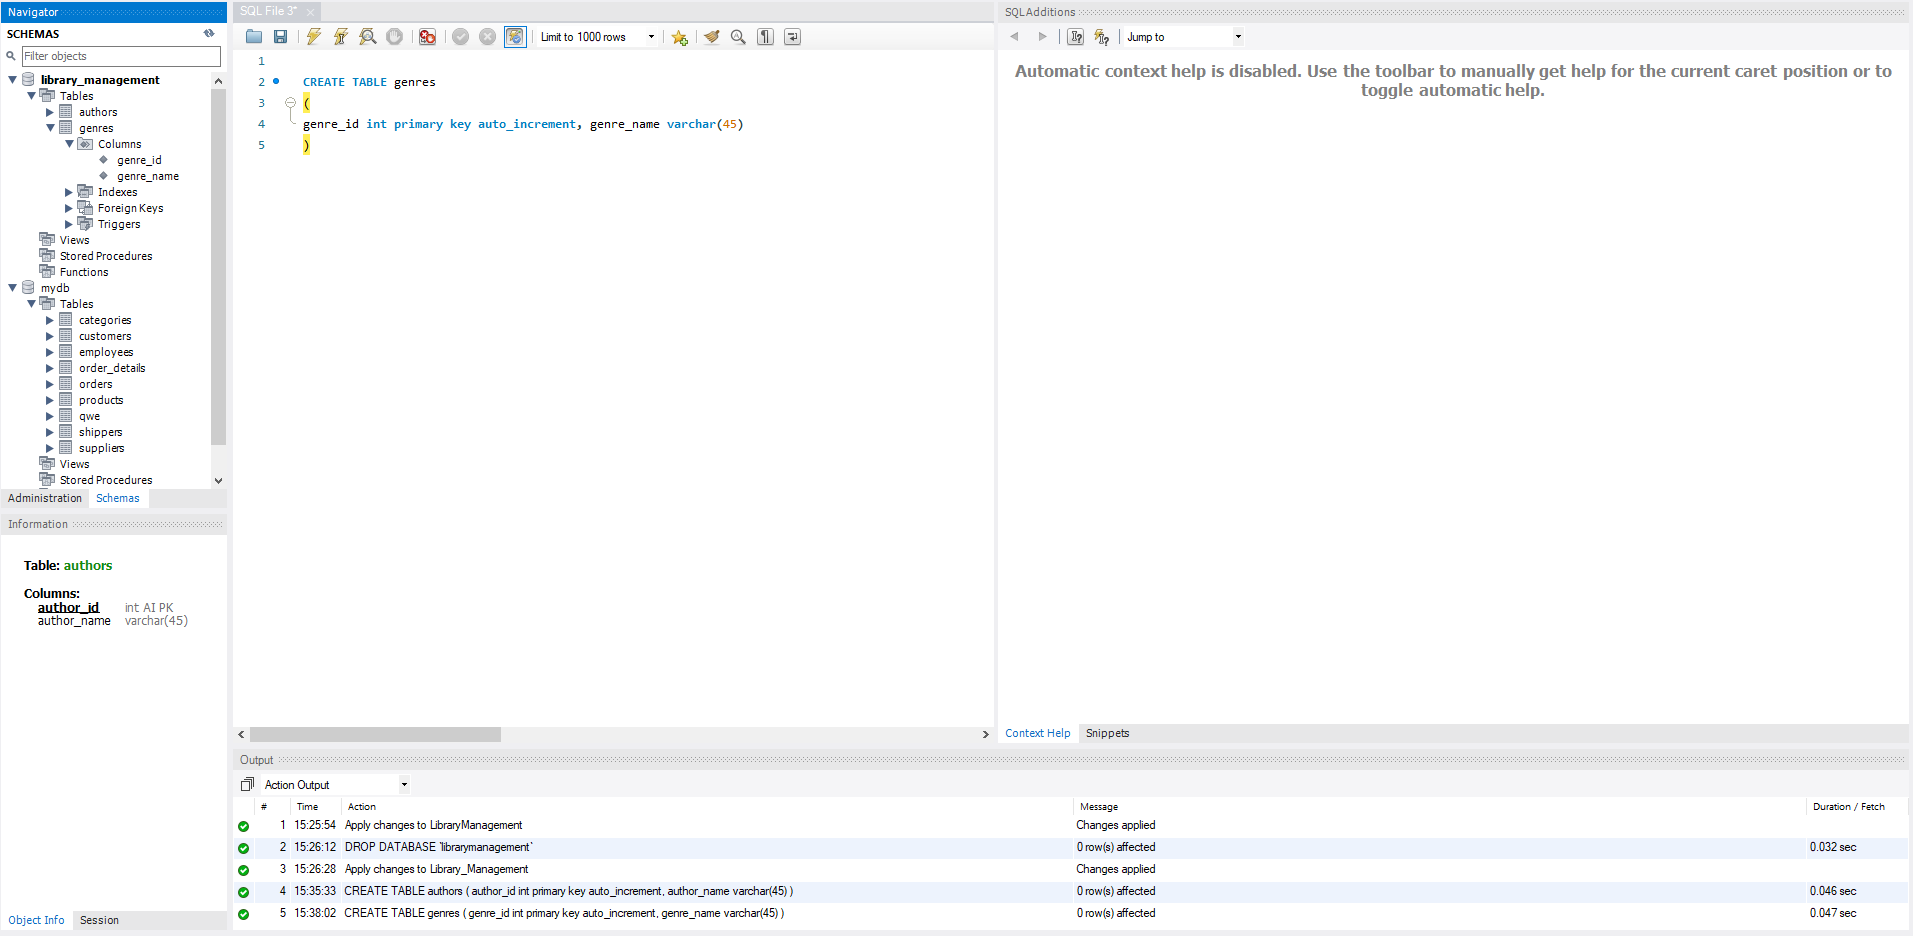 Navigator
SCHEMAS
Filter objects
library_management
Tables
authors
genres
Columns
genre_id
genre_name
Indexes
Foreign Keys
Triggers
Views
Stored Procedures
Functions
mydb
Tables
categories
customers
employees
order_details
orders
products
qwe
shippers
suppliers
Views
Stored Procedures
Administration Schemas
Information
Table: authors
Columns:
author_id int AI PK
author_name varchar(45)
Object Info Session
SQL File 3*
Limit to 1000 rows
1
2 CREATE TABLE genres
3 (
4 genre_id int primary key auto_increment, genre_name varchar(45)
5 )
SQLAdditions
Jump to
Automatic context help is disabled. Use the toolbar to manually get help for the current caret position or to
toggle automatic help.
Context Help Snippets
Output
Action Output
# Time Action Message Duration / Fetch
1 15:25:54 Apply changes to LibraryManagement Changes applied
2 15:26:12 DROP DATABASE `librarymanagement` 0 row(s) affected 0.032 sec
3 15:26:28 Apply changes to Library_Management Changes applied
4 15:35:33 CREATE TABLE authors ( author_id int primary key auto_increment, author_name varchar(45) ) 0 row(s) affected 0.046 sec
5 15:38:02 CREATE TABLE genres ( genre_id int primary key auto_increment, genre_name varchar(45) ) 0 row(s) affected 0.047 sec